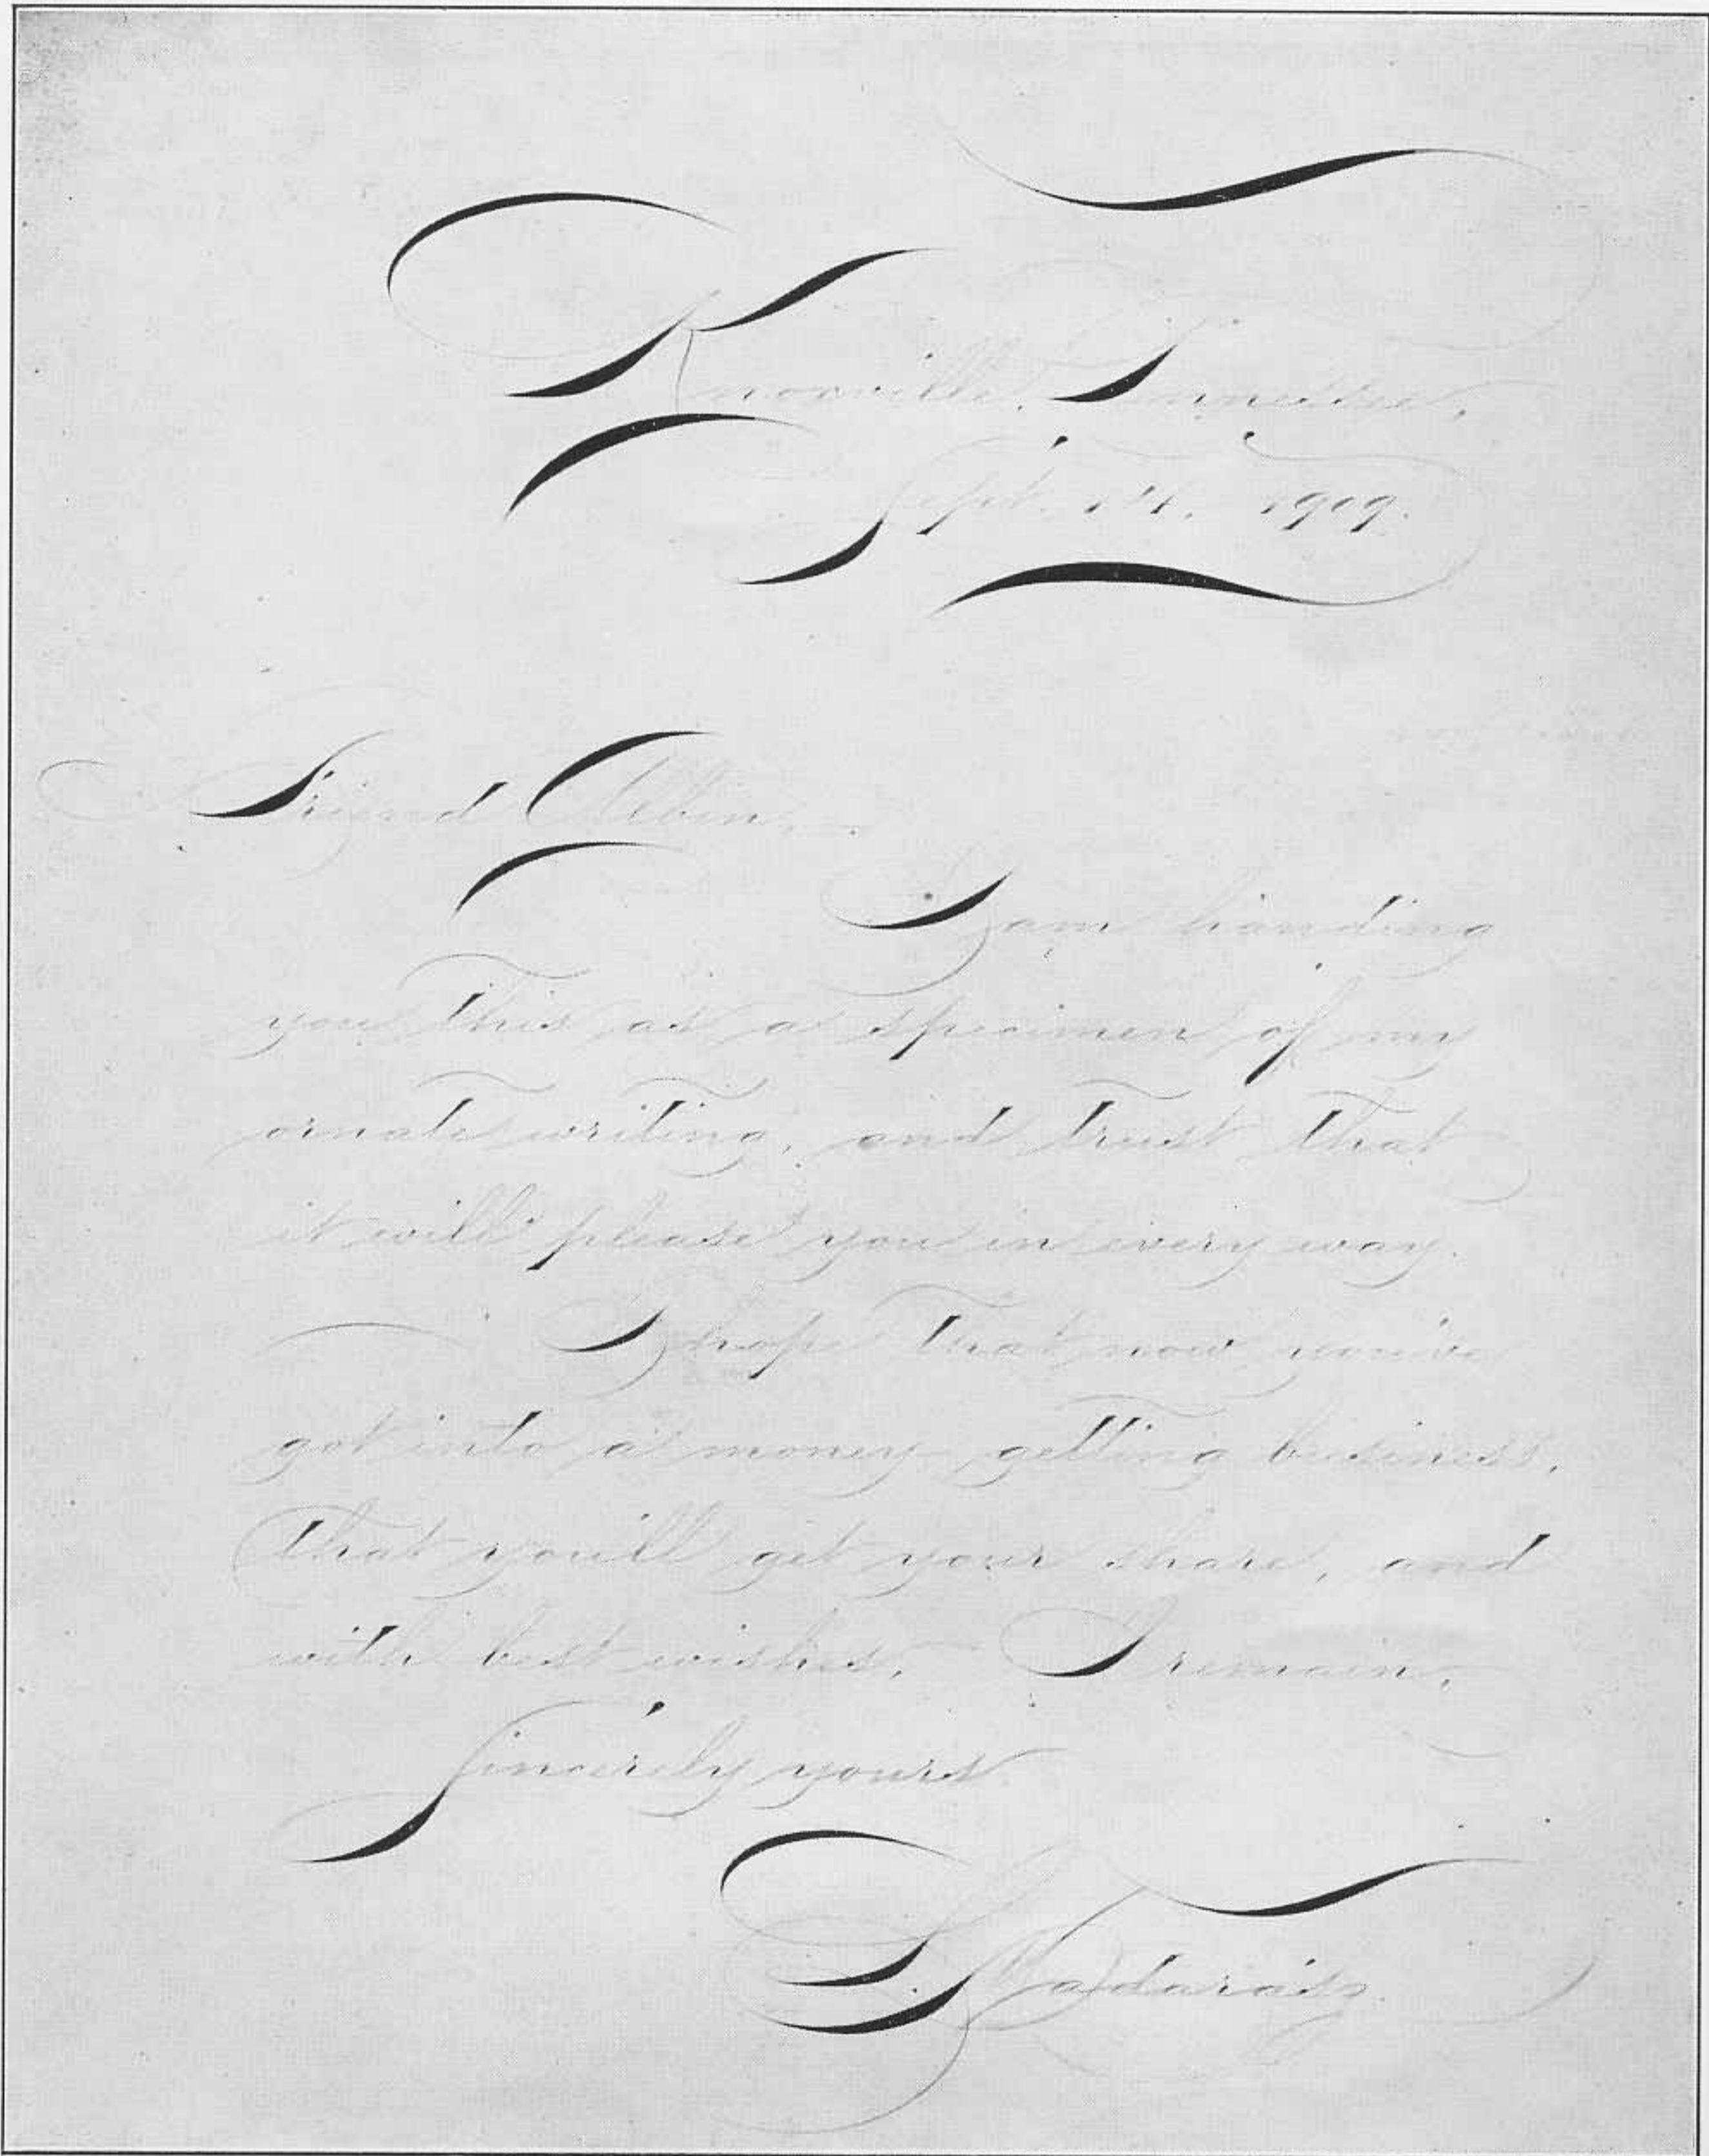 Knoxville, Tennessee,
Sept. 1909.
Friend
I am handing
you this as a specimen of my
ornate writing, and trust that
it will please you in every way.
I hope that now you've
got into a money-getting business,
that you'll get your share, and
with best wishes, I remain,
Sincerely yours
L. Madarasz.